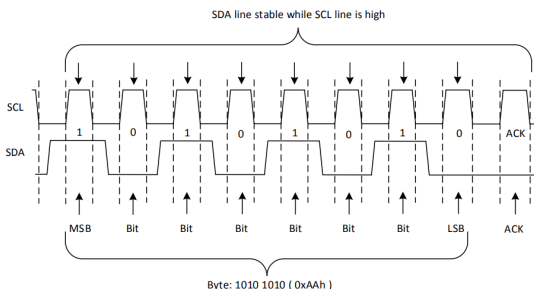 SDA line stable while SCL line is high
SCL
1 0 1 0 1 0 1 0 ACK
SDA
MSB Bit Bit Bit Bit Bit Bit LSB ACK
Byte: 1010 1010 ( 0xAAh )